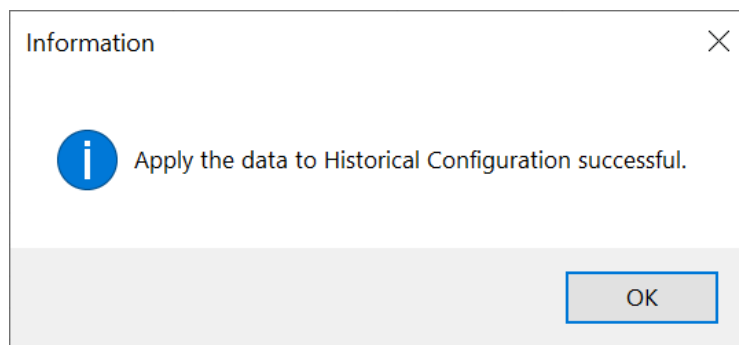 Information
Apply the data to Historical Configuration successful.
OK